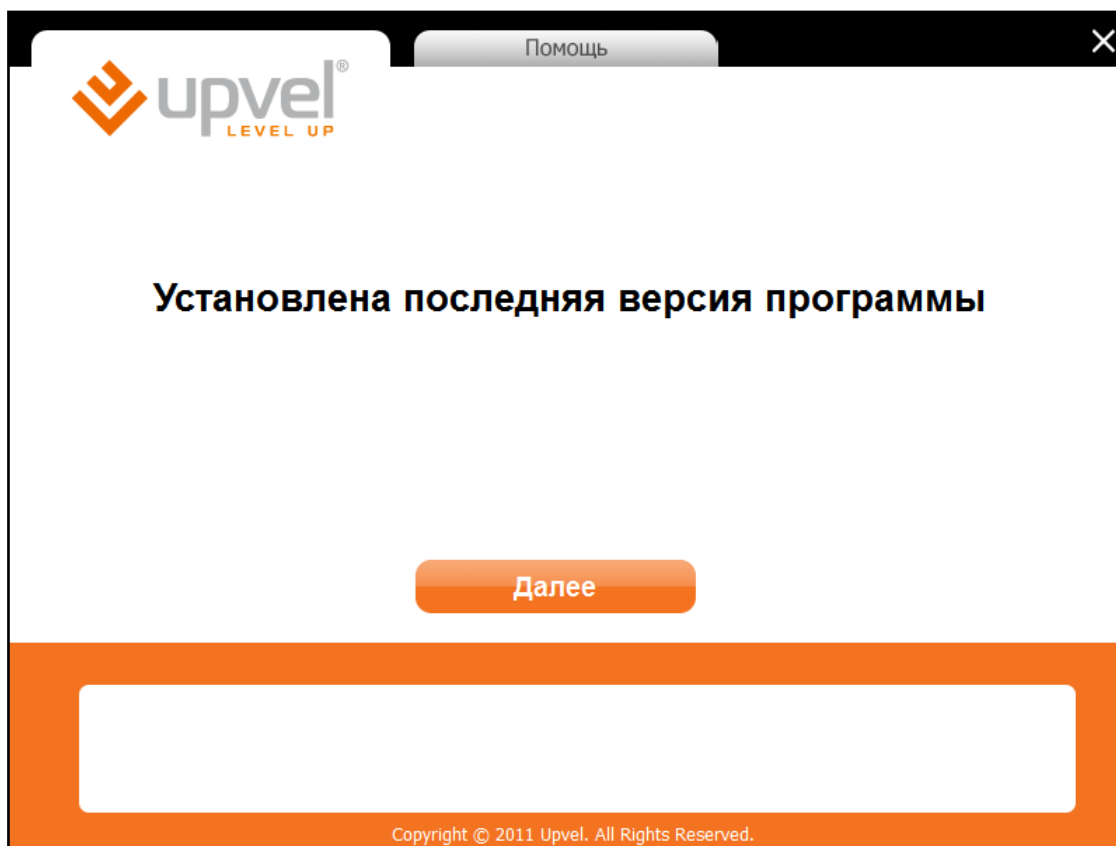 Помощь
upvel®
LEVEL UP
Установлена последняя версия программы
Далее
Copyright © 2011 Upvel. All Rights Reserved.